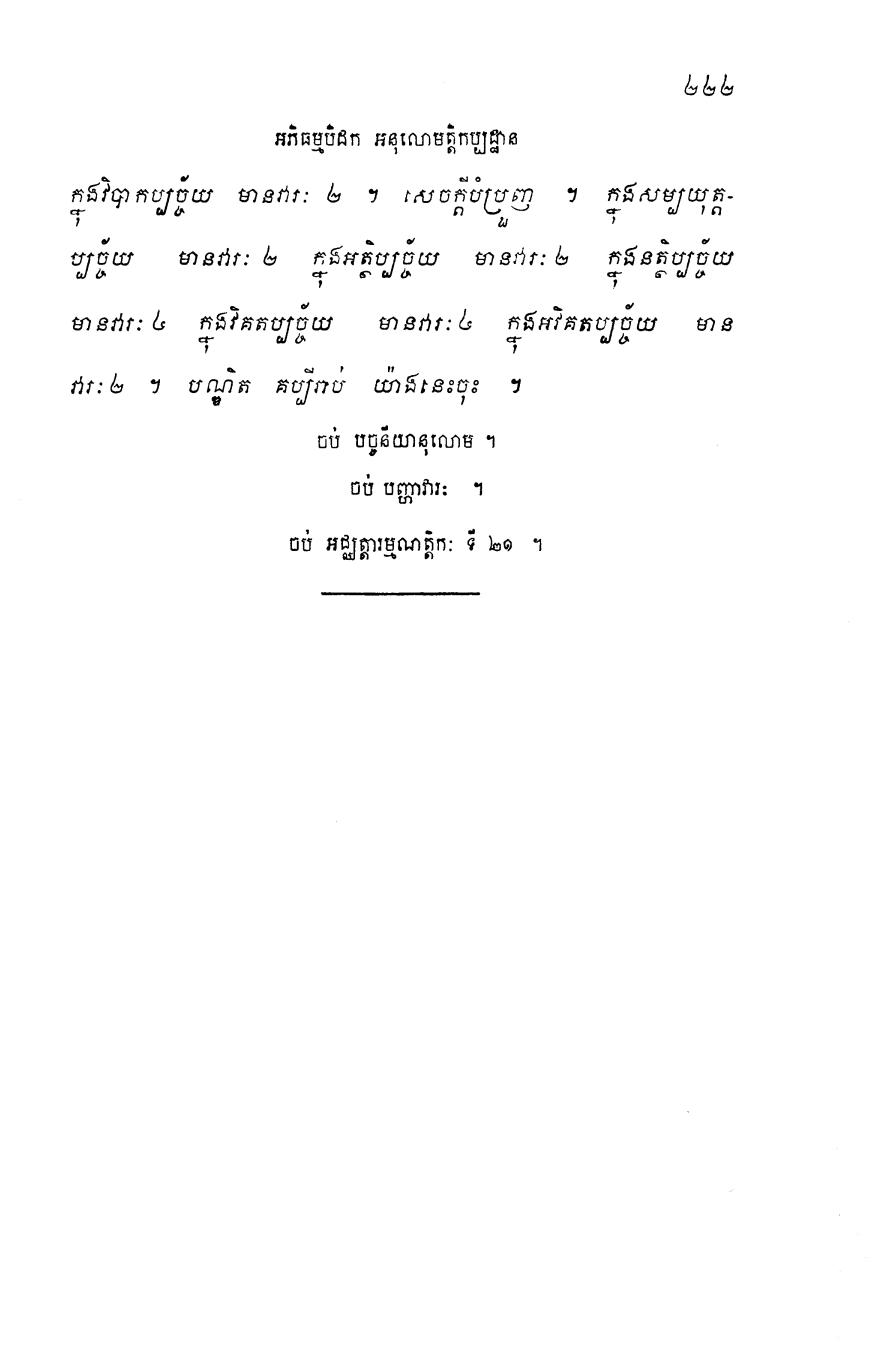 ២២២
អភិធម្មបិដក អនុលោមត្តិកប្បដ្ឋាន
ក្នុងវិបាកប្បច្ច័យ មានវារៈ ២ ។ សេចក្តីបំប្រួញ ។ ក្នុងសម្បយុត្ត-
ប្បច្ច័យ មានវារៈ ២ ក្នុងអត្ថិប្បច្ច័យ មានវារៈ ២ ក្នុងនត្ថិប្បច្ច័យ
មានវារៈ ៤ ក្នុងវិគតប្បច្ច័យ មានវារៈ ៤ ក្នុងអវិគតប្បច្ច័យ មាន
វារៈ ២ ។ បណ្ឌិត គប្បីរាប់ យ៉ាងនេះចុះ ។
ចប់ បច្ចនីយានុលោម ។
ចប់ បញ្ហាវារៈ ។
ចប់ អជ្ឈត្តារម្មណត្តិកៈ ទី ២១ ។